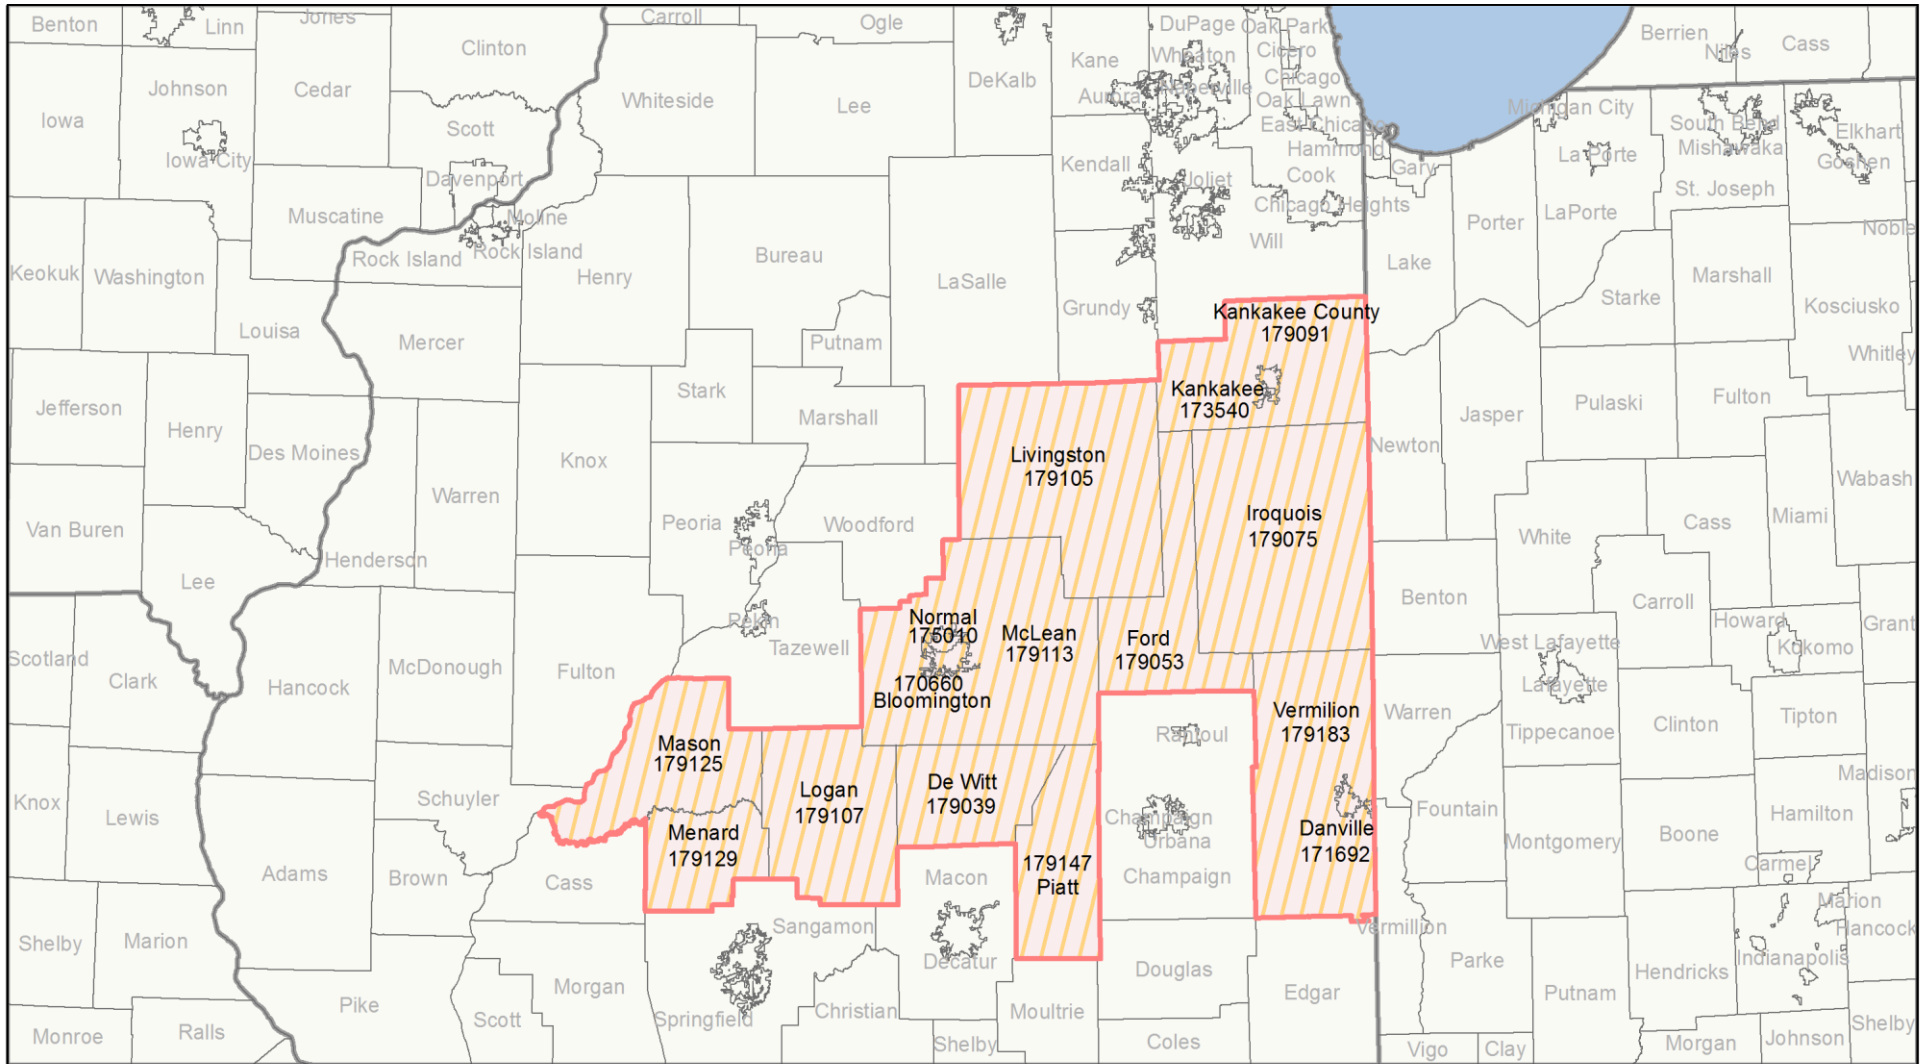 Benton
Linn
Jones
Clinton
Carroll
Ogle
DuPage
Oak Park
Berrien
Niles
Cass
Kane
Wheaton
Cicero
Johnson
Cedar
DeKalb
Chicago
Aurora
Naperville
Whiteside
Lee
Oak Lawn
Michigan City
Iowa
Scott
East Chicago
South Bend
Elkhart
Iowa City
Hammond
Mishawaka
La Porte
Goshen
Kendall
Gary
Davenport
Joliet
Cook
St. Joseph
Muscatine
Moline
Chicago Heights
Porter
LaPorte
Noble
Rock Island
Rock Island
Will
Keokuk
Washington
Henry
Bureau
LaSalle
Lake
Marshall
Starke
Kosciusko
Louisa
Mercer
Putnam
Grundy
Kankakee County
179091
Whitley
Jefferson
Henry
Stark
Marshall
Kankakee
173540
Jasper
Pulaski
Fulton
Des Moines
Knox
Livingston
179105
Newton
Warren
Wabash
Van Buren
Peoria
Woodford
Iroquois
179075
White
Cass
Miami
Henderson
Peoria
Lee
Benton
Carroll
Pekin
Normal
McLean
179113
Ford
179053
Howard
Grant
Tazewell
West Lafayette
Kokomo
Scotland
Clark
McDonough
Hancock
Fulton
170660
Bloomington
Lafayette
Vermilion
179183
Warren
Tippecanoe
Clinton
Tipton
Mason
179125
Rantoul
Logan
179107
De Witt
179039
Madison
Knox
Lewis
Schuyler
Menard
179129
Champaign
Urbana
Danville
171692
Fountain
Montgomery
Boone
Hamilton
Carmel
Adams
Brown
Cass
Macon
179147
Piatt
Champaign
Marion
Hancock
Shelby
Marion
Sangamon
Vermillion
Decatur
Douglas
Parke
Hendricks
Indianapolis
Morgan
Edgar
Putnam
Pike
Scott
Springfield
Christian
Moultrie
Monroe
Ralls
Shelby
Coles
Vigo
Clay
Morgan
Johnson
Shelby